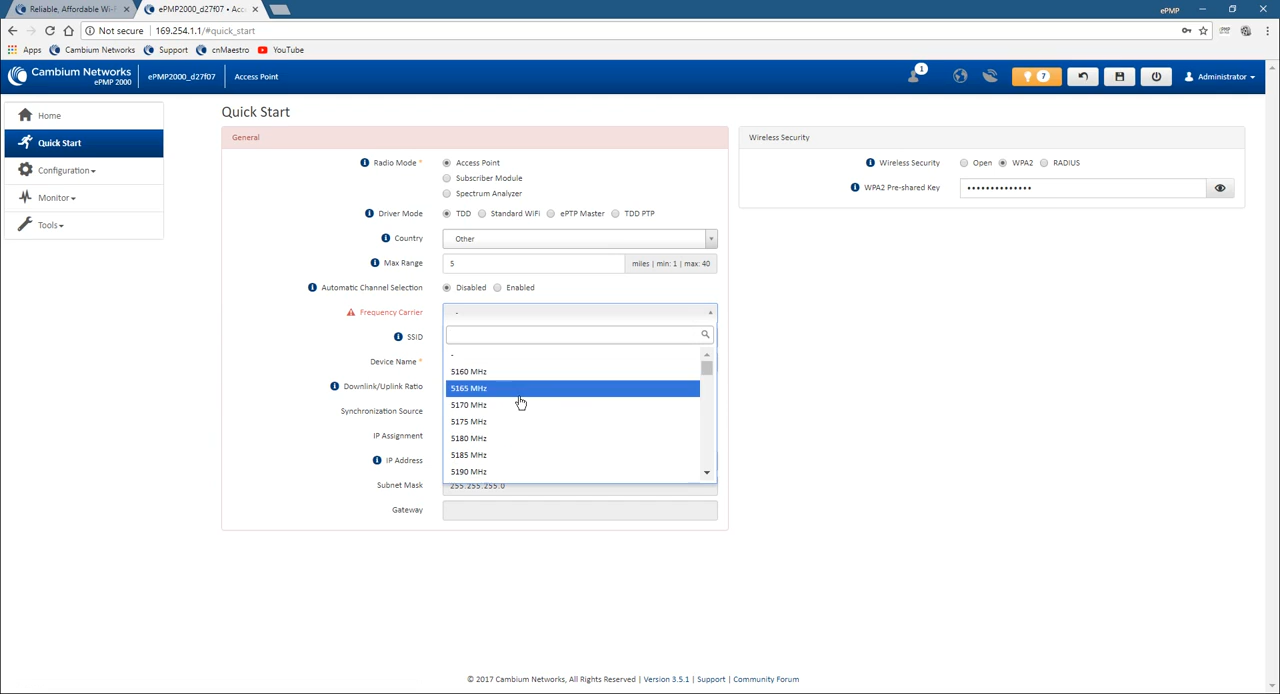 Reliable, Affordable Wi-F
ePMP2000_d27f07 • Acce
ePMP
Not secure | 169.254.1.1/#quick_start
Apps Cambium Networks Support cnMaestro YouTube
Cambium Networks
ePMP 2000
ePMP2000_d27f07
Access Point
1
7
Administrator
Home
Quick Start
Configuration
Monitor
Tools
Quick Start
General
Radio Mode *
Access Point
Subscriber Module
Spectrum Analyzer
Driver Mode
TDD Standard WiFi ePTP Master TDD PTP
Country
Other
Max Range
5
miles | min: 1 | max: 40
Automatic Channel Selection
Disabled Enabled
Frequency Carrier
-
SSID
-
5160 MHz
5165 MHz
5170 MHz
5175 MHz
5180 MHz
5185 MHz
5190 MHz
Device Name *
Downlink/Uplink Ratio
Synchronization Source
IP Assignment
IP Address
Subnet Mask
255.255.255.0
Gateway
Wireless Security
Wireless Security
Open WPA2 RADIUS
WPA2 Pre-shared Key
••••••••••••••
© 2017 Cambium Networks, All Rights Reserved | Version 3.5.1 | Support | Community Forum